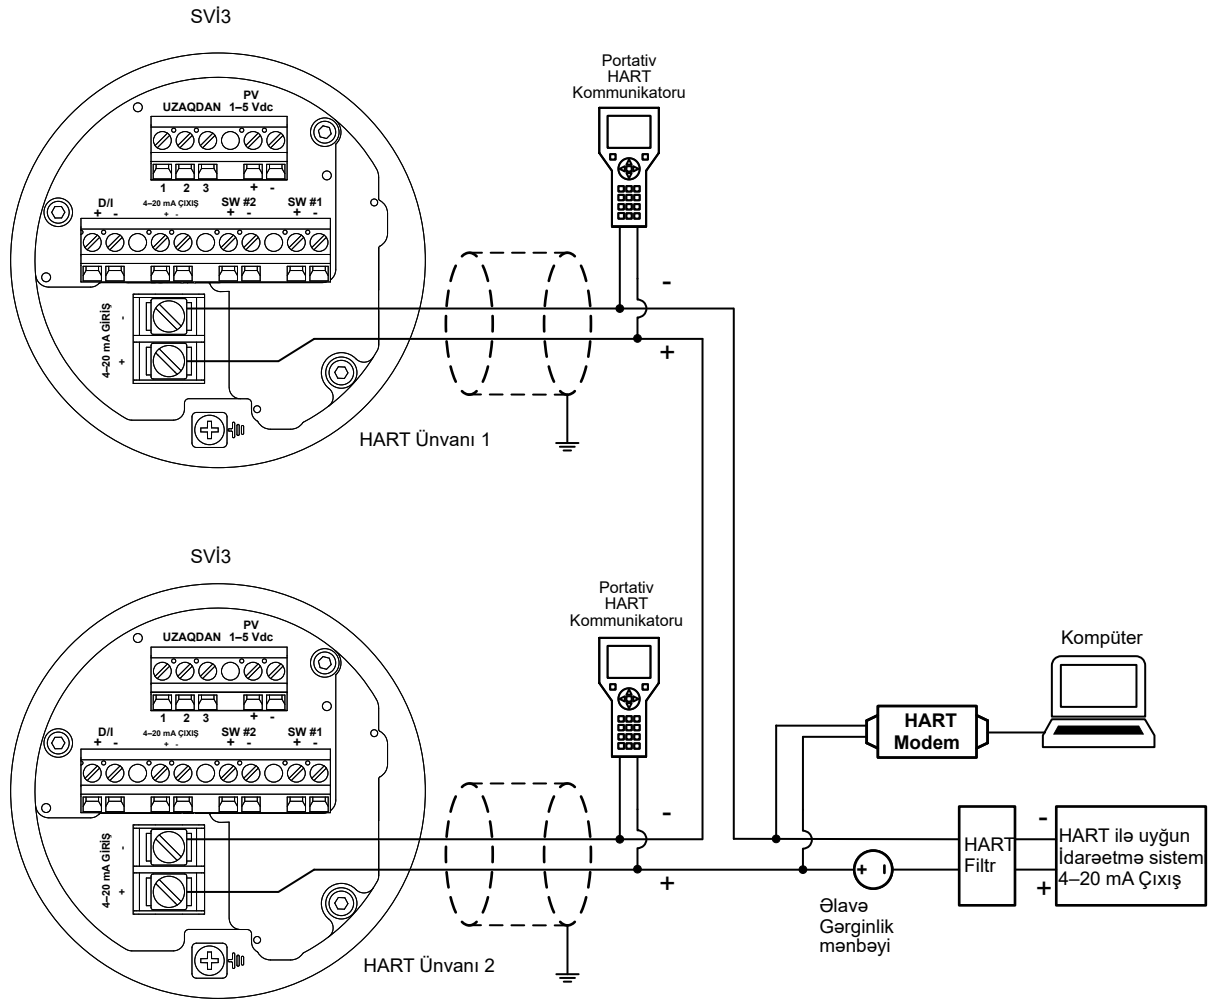 SVİ3
PV
UZAQDAN 1–5 Vdc
1 2 3 + -
D/I 4–20 mA ÇIXIŞ SW #2 SW #1
+ - + - + - + -
4–20 mA GİRİŞ
-
+
HART Ünvanı 1
Portativ
HART
Kommunikatoru
-
+
SVİ3
PV
UZAQDAN 1–5 Vdc
1 2 3 + -
D/I 4–20 mA ÇIXIŞ SW #2 SW #1
+ - + - + - + -
4–20 mA GİRİŞ
-
+
HART Ünvanı 2
Portativ
HART
Kommunikatoru
-
+
Kompüter
HART
Modem
HART
Filtr
-
+
HART ilə uyğun
İdarəetmə sistem
4–20 mA Çıxış
+ -
Əlavə
Gərginlik
mənbəyi